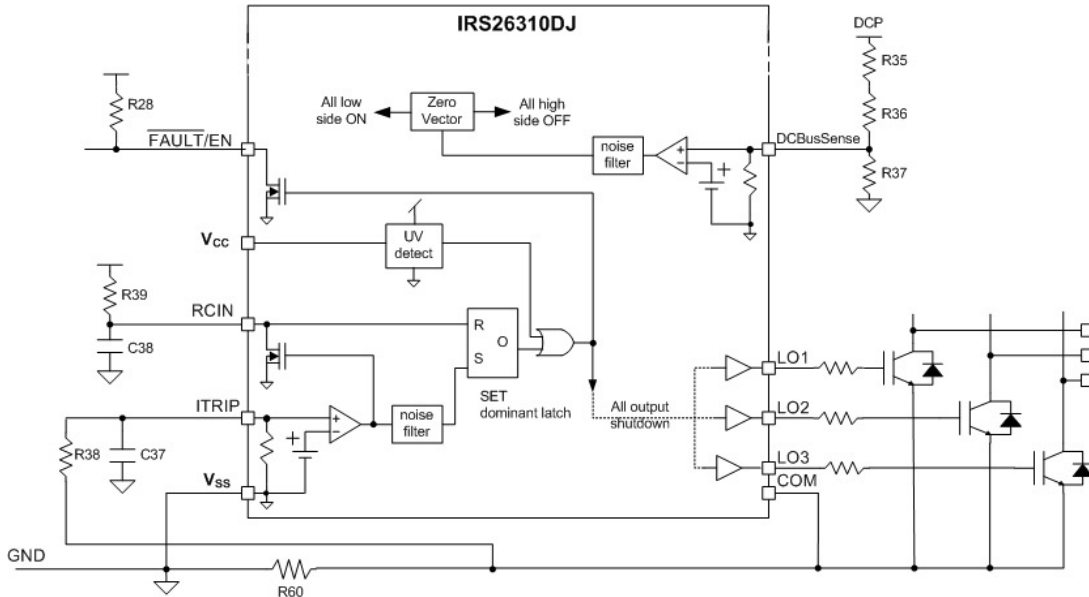 IRS26310DJ
DCP
R35
R28
All low
side ON
Zero
Vector
All high
side OFF
R36
FAULT/EN
noise
filter
+
−
DCBusSense
+
R37
VCC
UV
detect
R39
RCIN
R
O
S
C38
SET
dominant latch
LO1
ITRIP
+
−
+
noise
filter
All output
shutdown
LO2
R38
C37
VSS
LO3
COM
GND
R60